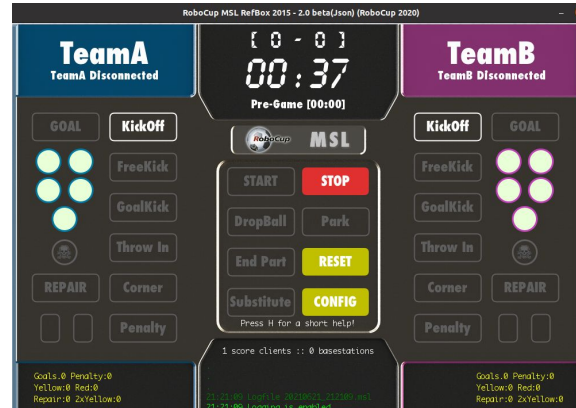 RoboCup MSL RefBox 2015 - 2.0 beta(Json) (RoboCup 2020)
TeamA
TeamA Disconnected
[ 0 - 0 ]
00:37
Pre-Game [00:00]
TeamB
TeamB Disconnected
RoboCup MSL
GOAL
KickOff
FreeKick
GoalKick
Throw In
REPAIR
Corner
Penalty
START
STOP
DropBall
Park
End Part
RESET
Substitute
CONFIG
Press H for a short help!
KickOff
GOAL
FreeKick
GoalKick
Throw In
Corner
REPAIR
Penalty
1 score clients :: 0 basestations
Goals.0 Penalty:0
Yellow:0 Red:0
Repair:0 2xYellow:0
21:21:09 Logfile 20210621_212109.msl
21:21:09 Logging is enabled
Goals.0 Penalty:0
Yellow:0 Red:0
Repair:0 2xYellow:0